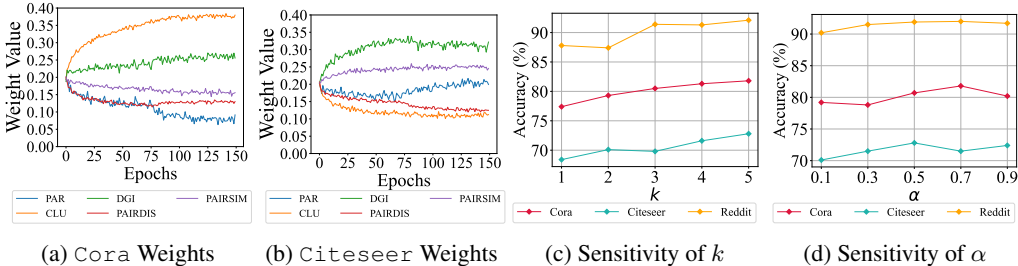 Weight Value
0.40
0.35
0.30
0.25
0.20
0.15
0.10
0.05
0.00
0 25 50 75 100 125 150
Epochs
PAR DGI PAIRSIM
CLU PAIRDIS
(a) Cora Weights
Weight Value
0.40
0.35
0.30
0.25
0.20
0.15
0.10
0.05
0.00
0 25 50 75 100 125 150
Epochs
PAR DGI PAIRSIM
CLU PAIRDIS
(b) Citeseer Weights
Accuracy (%)
90
85
80
75
70
1 2 3 4 5
k
Cora Citeseer Reddit
(c) Sensitivity of k
Accuracy (%)
90
85
80
75
70
0.1 0.3 0.5 0.7 0.9
α
Cora Citeseer Reddit
(d) Sensitivity of α